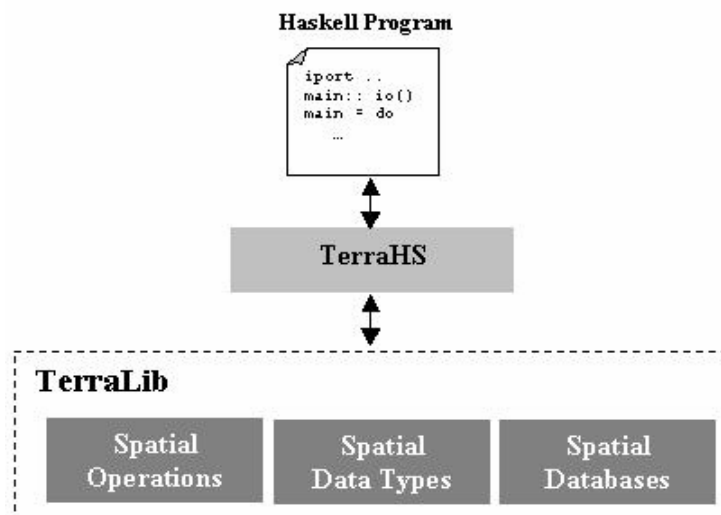 Haskell Program
iport ..
main:: io()
main = do
...
TerraHS
TerraLib
Spatial
Operations
Spatial
Data Types
Spatial
Databases